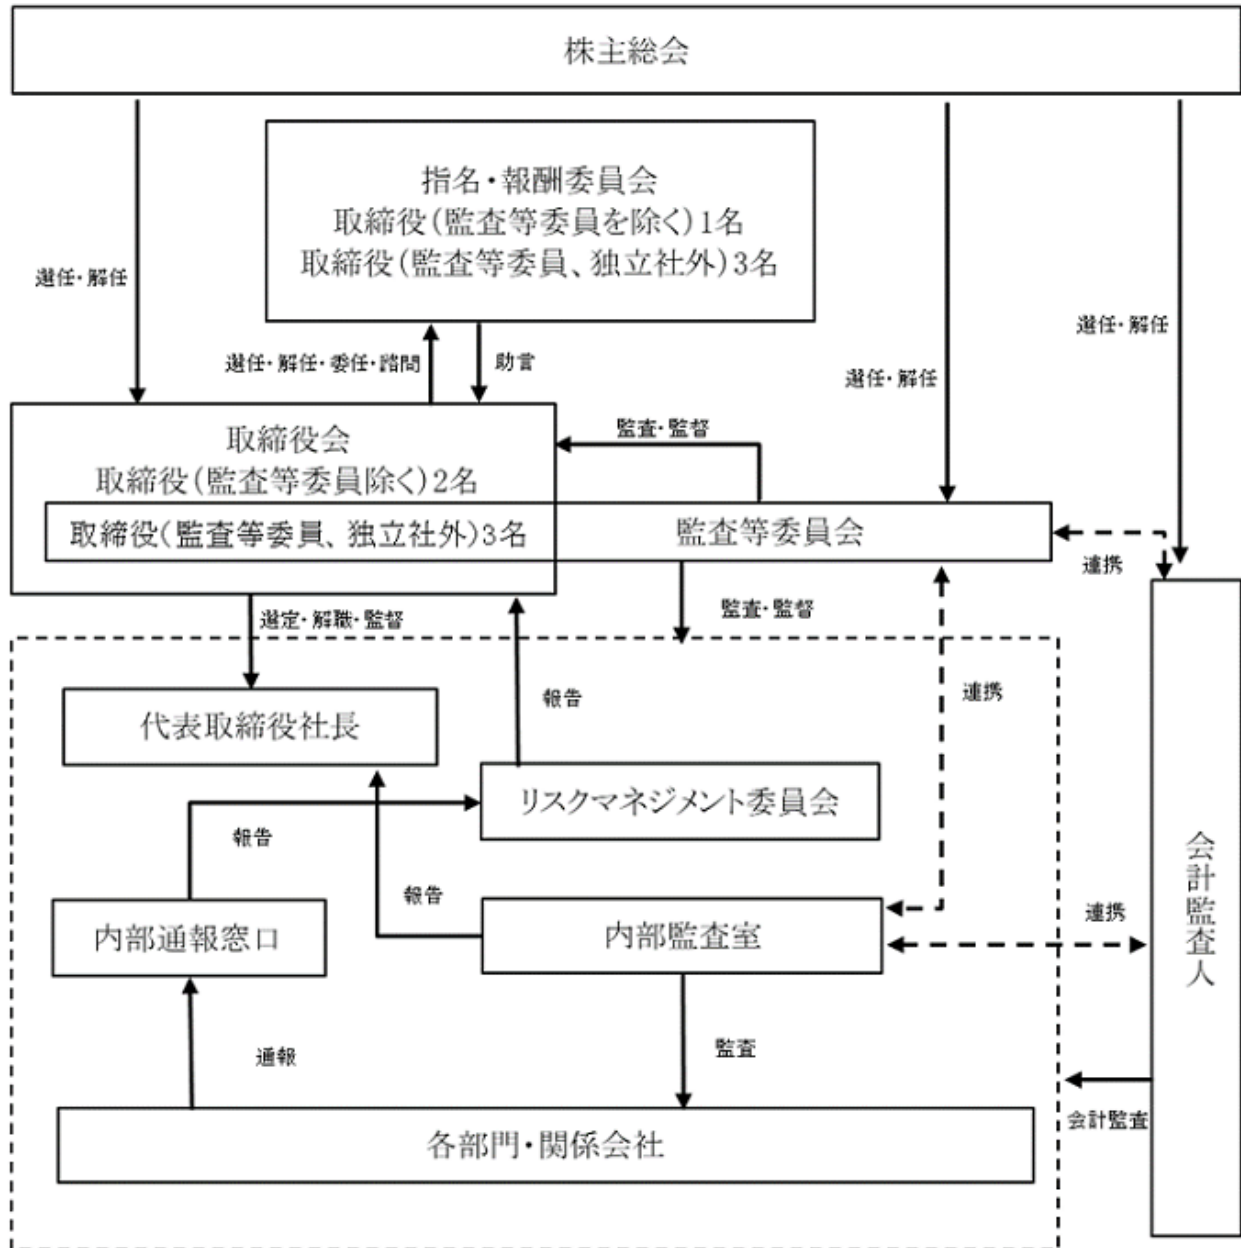 株主総会
指名・報酬委員会
取締役(監査等委員を除く)1名
取締役(監査等委員、独立社外)3名
選任・解任
選任・解任
選任・解任・委任・諮問
助言
選任・解任
取締役会
取締役(監査等委員除く)2名
取締役(監査等委員、独立社外)3名
監査・監督
監査等委員会
連携
選定・解職・監督
監査・監督
代表取締役社長
報告
連携
リスクマネジメント委員会
報告
報告
内部通報窓口
内部監査室
連携
会計監査人
通報
監査
会計監査
各部門・関係会社